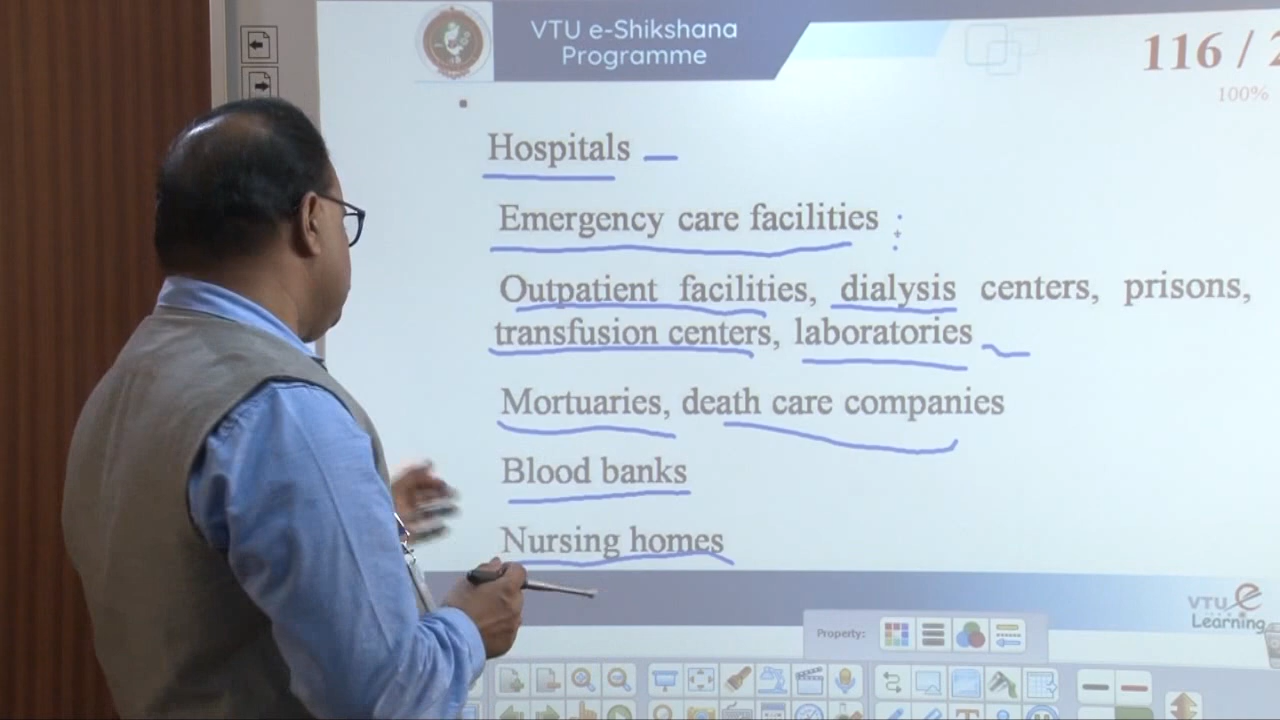 VTU e-Shikshana
Programme
116 / 2
100%
Hospitals
Emergency care facilities
Outpatient facilities, dialysis centers, prisons,
transfusion centers, laboratories
Mortuaries, death care companies
Blood banks
Nursing homes
VTU e
Learning
Property: